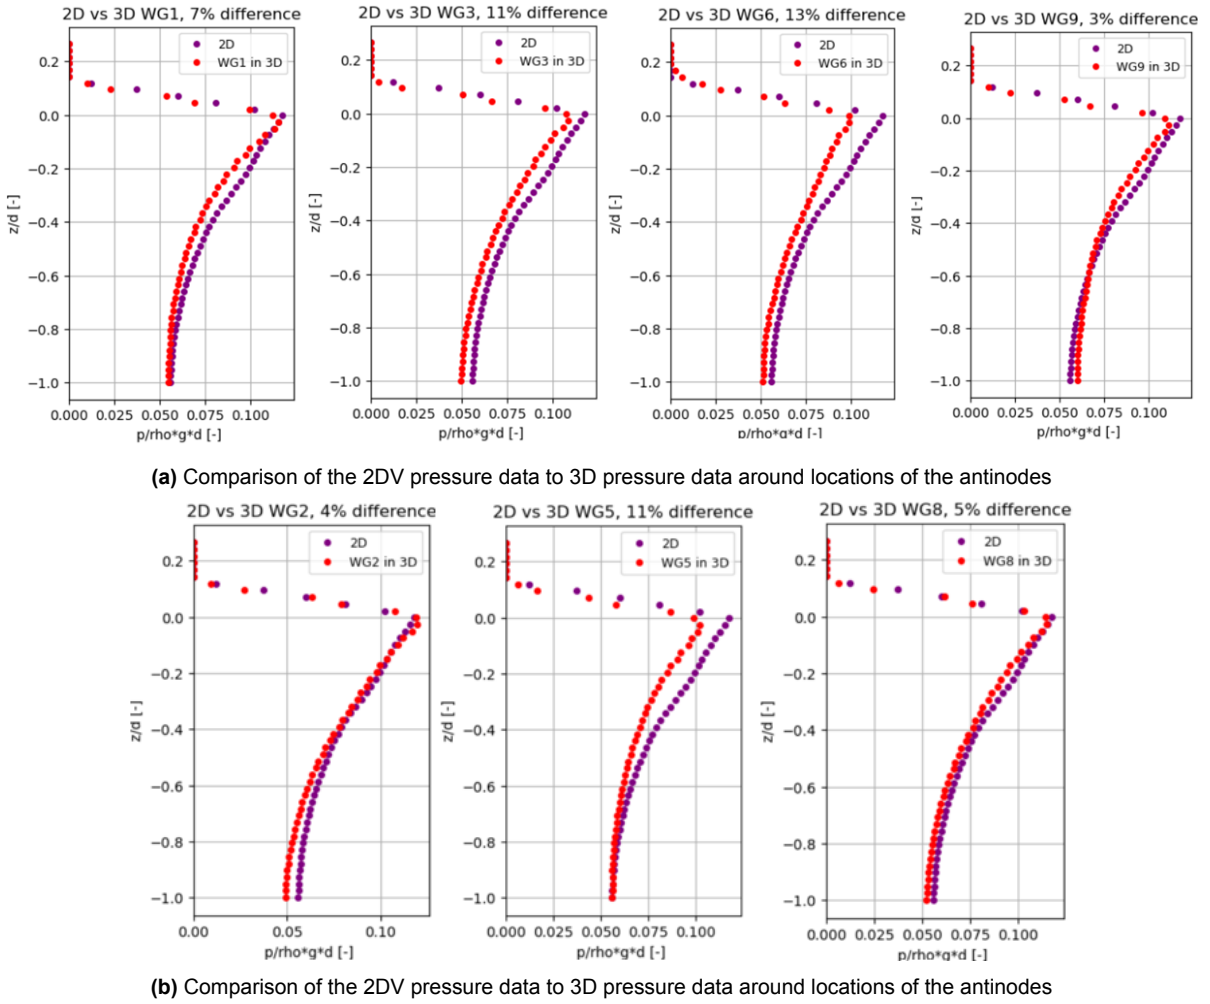 2D vs 3D WG1, 7% difference
2D
WG1 in 3D
0.2
0.0
−0.2
−0.4
−0.6
−0.8
−1.0
z/d [-]
0.000 0.025 0.050 0.075 0.100
p/rho*g*d [-]
2D vs 3D WG3, 11% difference
2D
WG3 in 3D
0.2
0.0
−0.2
−0.4
−0.6
−0.8
−1.0
z/d [-]
0.000 0.025 0.050 0.075 0.100
p/rho*g*d [-]
2D vs 3D WG6, 13% difference
2D
WG6 in 3D
0.2
0.0
−0.2
−0.4
−0.6
−0.8
−1.0
0.000 0.025 0.050 0.075 0.100
p/rho*g*d [-]
2D vs 3D WG9, 3% difference
2D
WG9 in 3D
0.2
0.0
−0.2
−0.4
−0.6
−0.8
−1.0
z/d [-]
0.000 0.025 0.050 0.075 0.100
p/rho*g*d [-]
(a) Comparison of the 2DV pressure data to 3D pressure data around locations of the antinodes
2D vs 3D WG2, 4% difference
2D
WG2 in 3D
0.2
0.0
−0.2
−0.4
−0.6
−0.8
−1.0
z/d [-]
0.00 0.05 0.10
p/rho*g*d [-]
2D vs 3D WG5, 11% difference
2D
WG5 in 3D
0.2
0.0
−0.2
−0.4
−0.6
−0.8
−1.0
z/d [-]
0.000 0.025 0.050 0.075 0.100
p/rho*g*d [-]
2D vs 3D WG8, 5% difference
2D
WG8 in 3D
0.2
0.0
−0.2
−0.4
−0.6
−0.8
−1.0
z/d [-]
0.000 0.025 0.050 0.075 0.100
p/rho*g*d [-]
(b) Comparison of the 2DV pressure data to 3D pressure data around locations of the antinodes